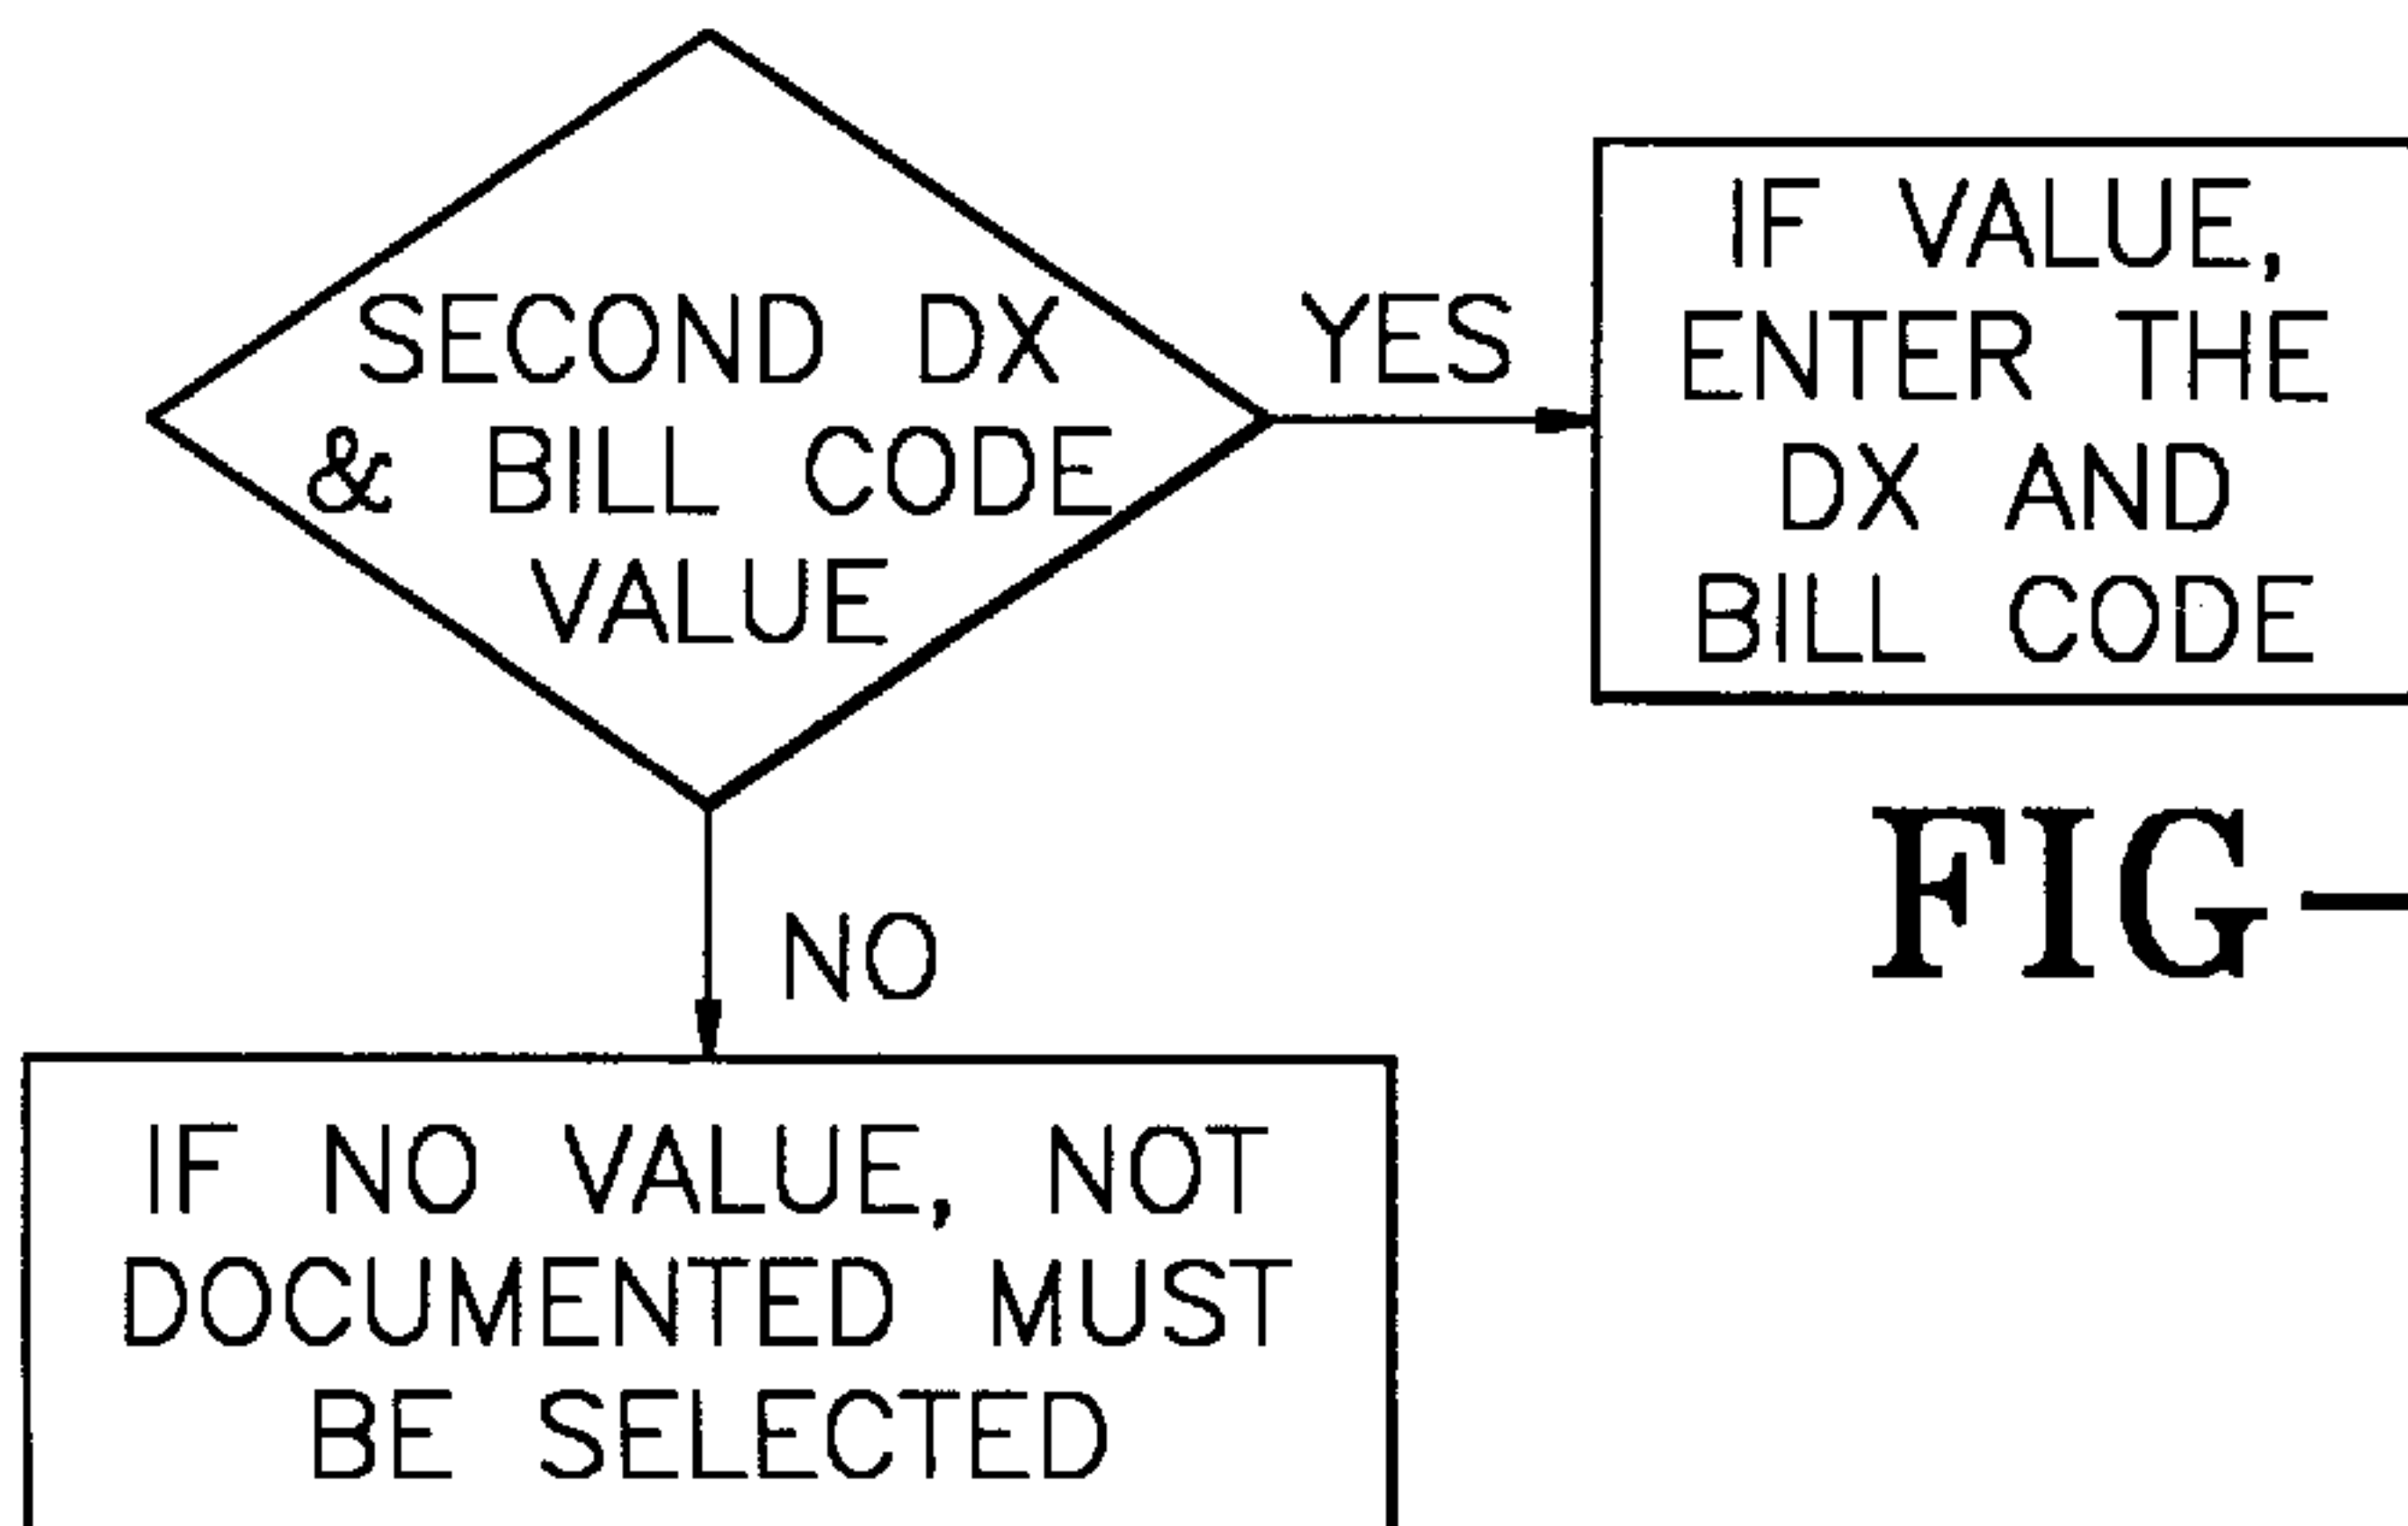 SECOND DX
& BILL CODE
VALUE
YES
IF VALUE,
ENTER THE
DX AND
BILL CODE
NO
FIG—
IF NO VALUE, NOT
DOCUMENTED MUST
BE SELECTED